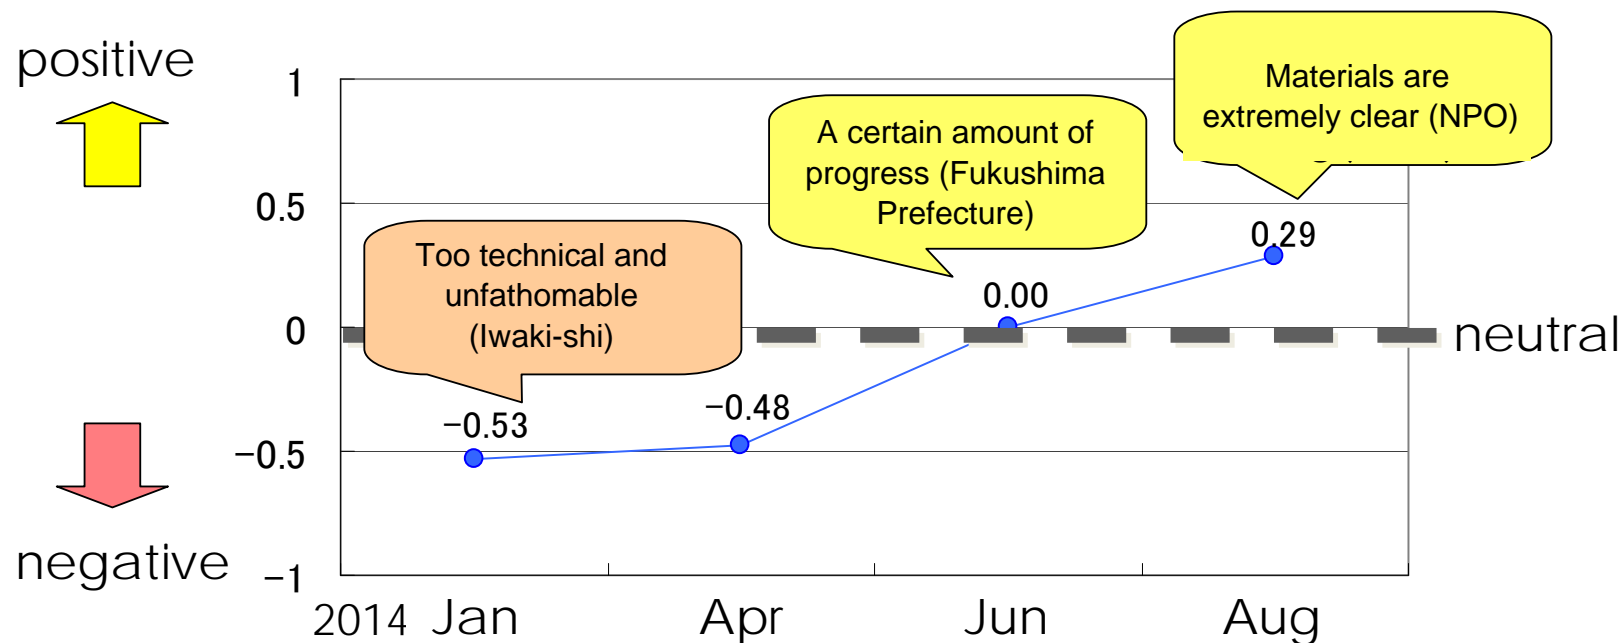 positive
1
Materials are
extremely clear (NPO)
A certain amount of
progress (Fukushima
Prefecture)
0.5
Too technical and
unfathomable
(Iwaki-shi)
0.29
0.00
0
neutral
-0.48
-0.53
-0.5
negative
-1
2014 Jan Apr Jun Aug